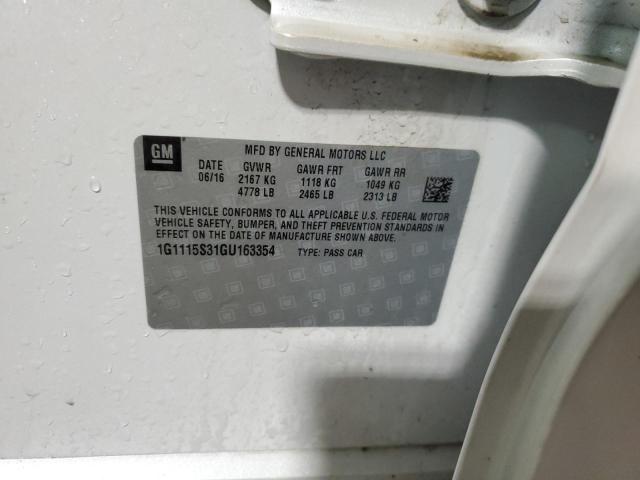 GM
MFD BY GENERAL MOTORS LLC
DATE GVWR GAWR FRT GAWR RR
06/16 2167 KG 1118 KG 1049 KG
4778 LB 2465 LB 2313 LB
THIS VEHICLE CONFORMS TO ALL APPLICABLE U.S. FEDERAL MOTOR
VEHICLE SAFETY, BUMPER, AND THEFT PREVENTION STANDARDS
IN EFFECT ON THE DATE OF MANUFACTURE SHOWN ABOVE.
1G1115S31GU163354 TYPE: PASS CAR